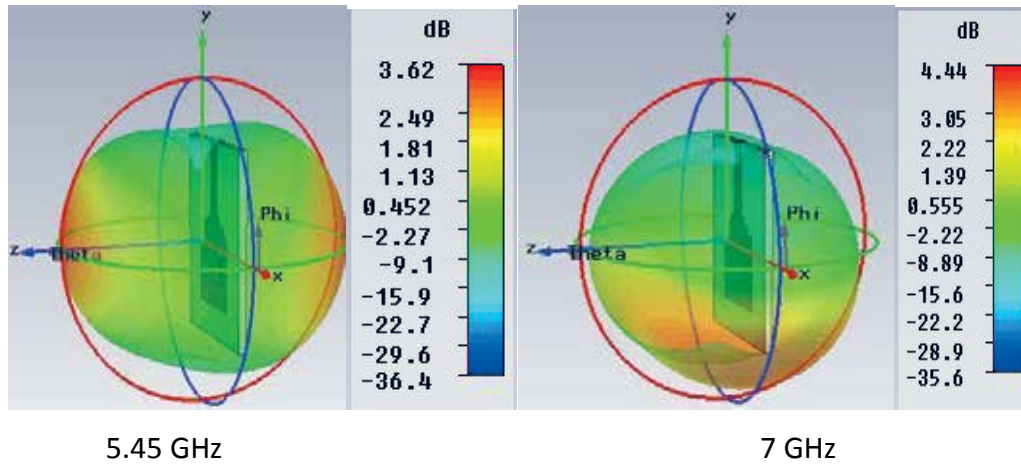 y
dB
3.62
2.49
1.81
1.13
0.452
-2.27
-9.1
-15.9
-22.7
-29.6
-36.4
Phi
z
Theta
x
y
dB
4.44
3.05
2.22
1.39
0.555
-2.22
-8.89
-15.6
-22.2
-28.9
-35.6
Phi
z
Theta
x
5.45 GHz
7 GHz